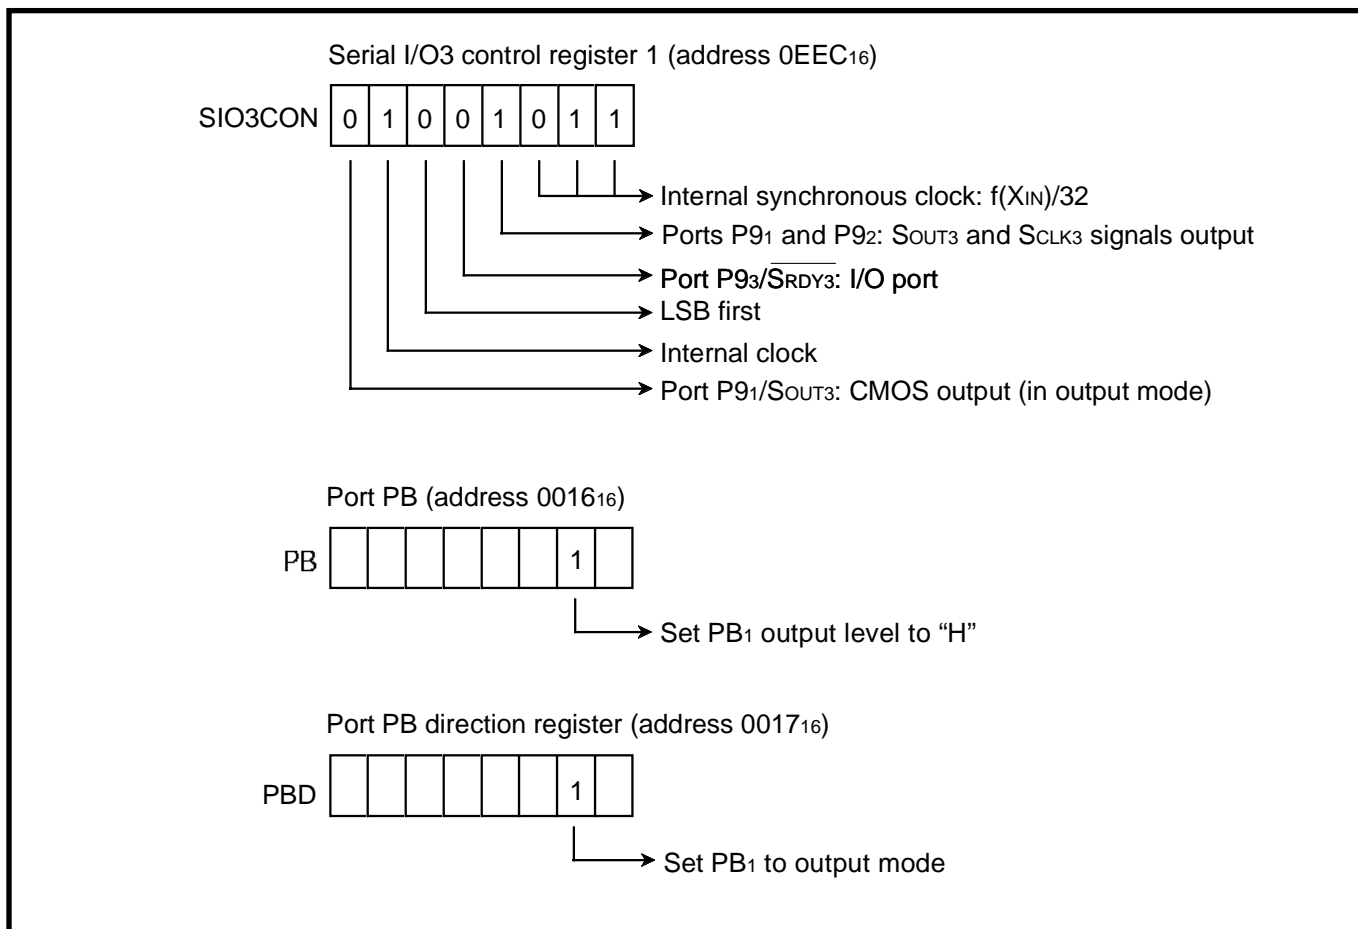 Serial I/O3 control register 1 (address 0EEC16)
SIO3CON 0 1 0 0 1 0 1 1
Internal synchronous clock: f(XIN)/32
Ports P91 and P92: SOUT3 and SCLK3 signals output
Port P93/SRDY3: I/O port
LSB first
Internal clock
Port P91/SOUT3: CMOS output (in output mode)
Port PB (address 001616)
PB 1
Set PB1 output level to “H”
Port PB direction register (address 001716)
PBD 1
Set PB1 to output mode